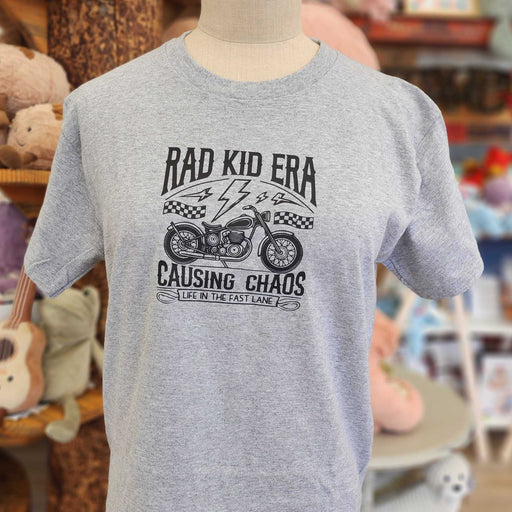 RAD KID ERA
CAUSING CHAOS
LIFE IN THE FAST LANE